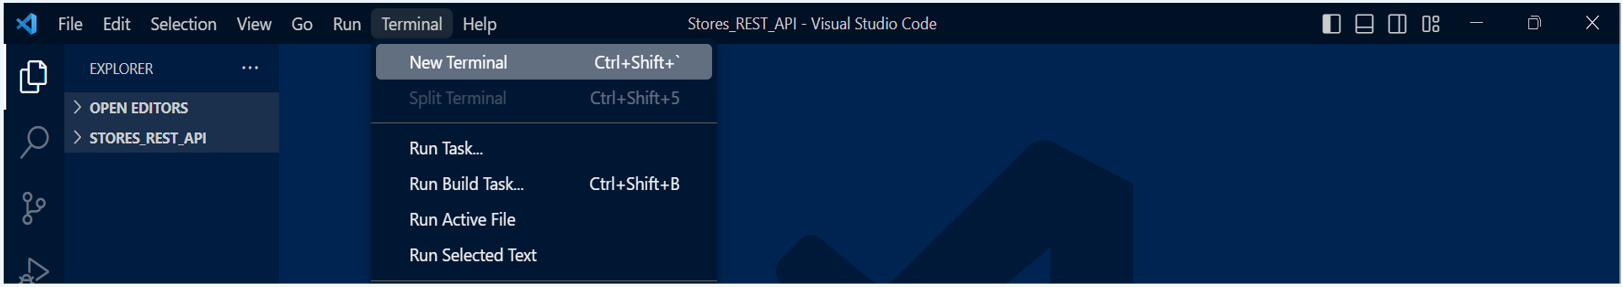 File Edit Selection View Go Run Terminal Help Stores_REST_API - Visual Studio Code
EXPLORER ...
OPEN EDITORS
STORES_REST_API
New Terminal Ctrl+Shift+`
Split Terminal Ctrl+Shift+5
Run Task...
Run Build Task... Ctrl+Shift+B
Run Active File
Run Selected Text